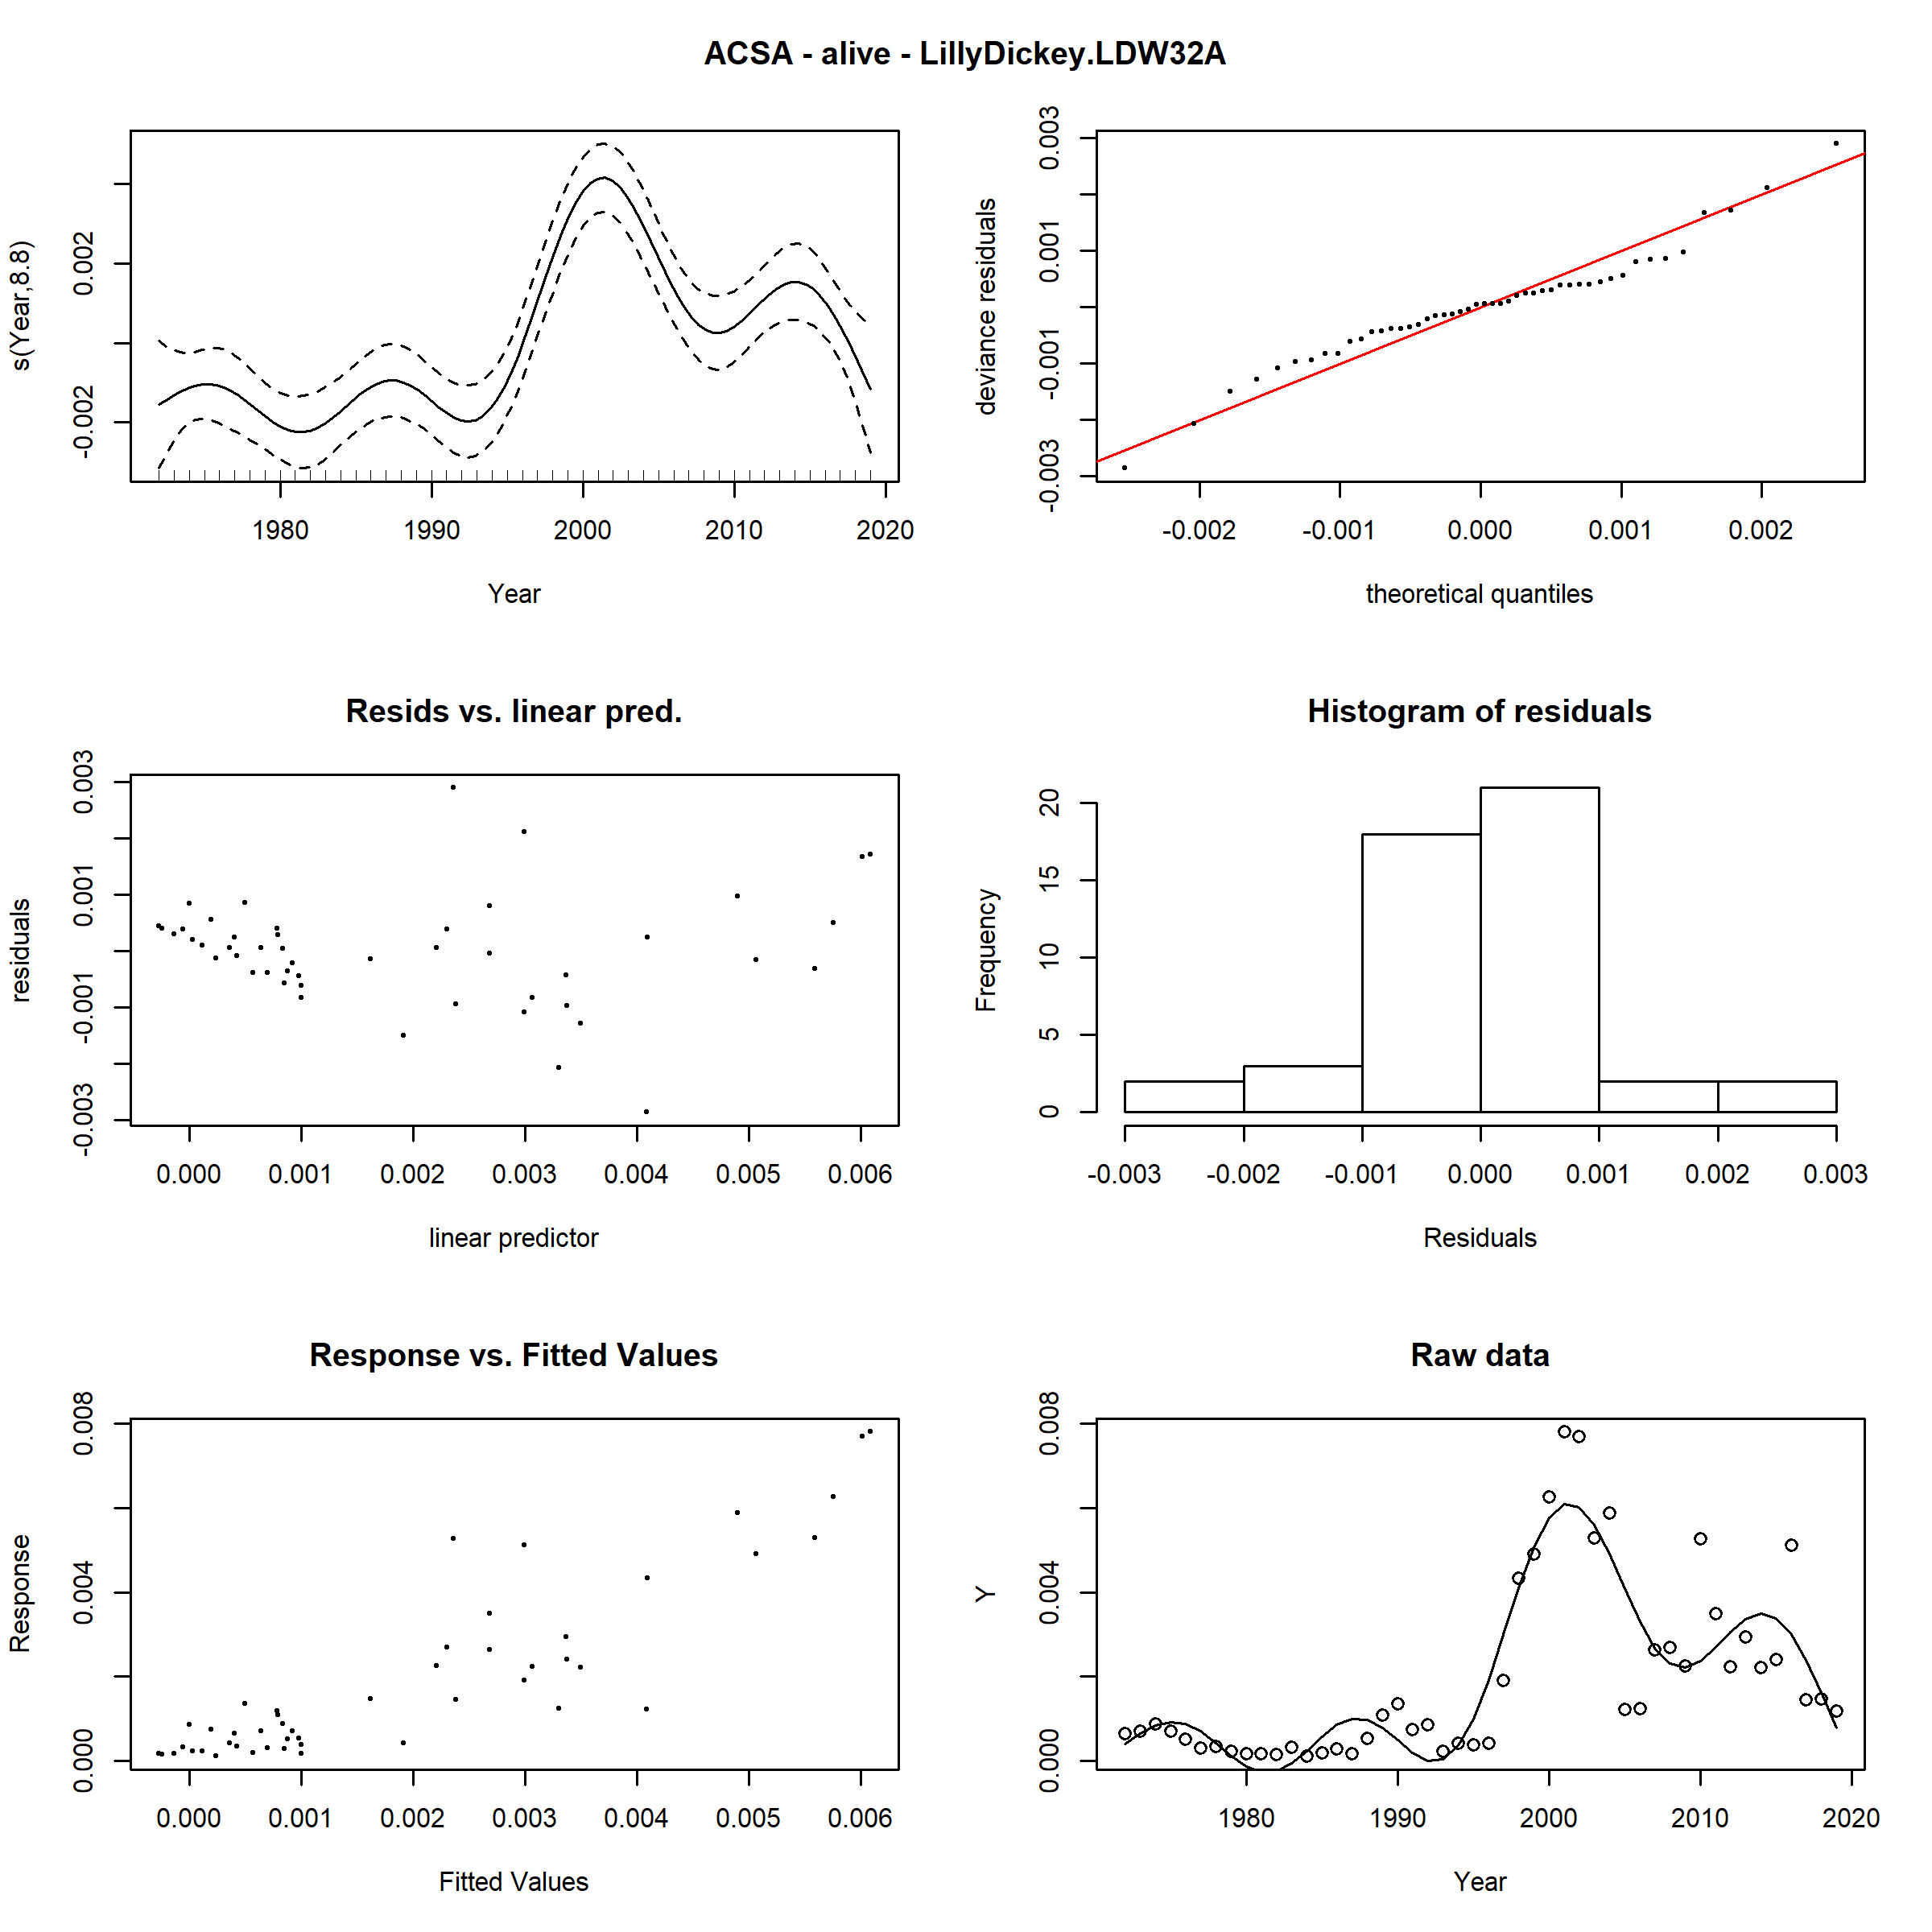 ACSA - alive - LillyDickey.LDW32A
s(Year,8.8)
-0.002 0.002
1980 1990 2000 2010 2020
Year
deviance residuals
-0.003 -0.001 0.001 0.003
-0.002 -0.001 0.000 0.001 0.002
theoretical quantiles
Resids vs. linear pred.
residuals
-0.003 -0.001 0.001 0.003
0.000 0.001 0.002 0.003 0.004 0.005 0.006
linear predictor
Histogram of residuals
Frequency
0 5 10 15 20
-0.003 -0.002 -0.001 0.000 0.001 0.002 0.003
Residuals
Response vs. Fitted Values
Response
0.000 0.004 0.008
0.000 0.001 0.002 0.003 0.004 0.005 0.006
Fitted Values
Raw data
Y
0.000 0.004 0.008
1980 1990 2000 2010 2020
Year